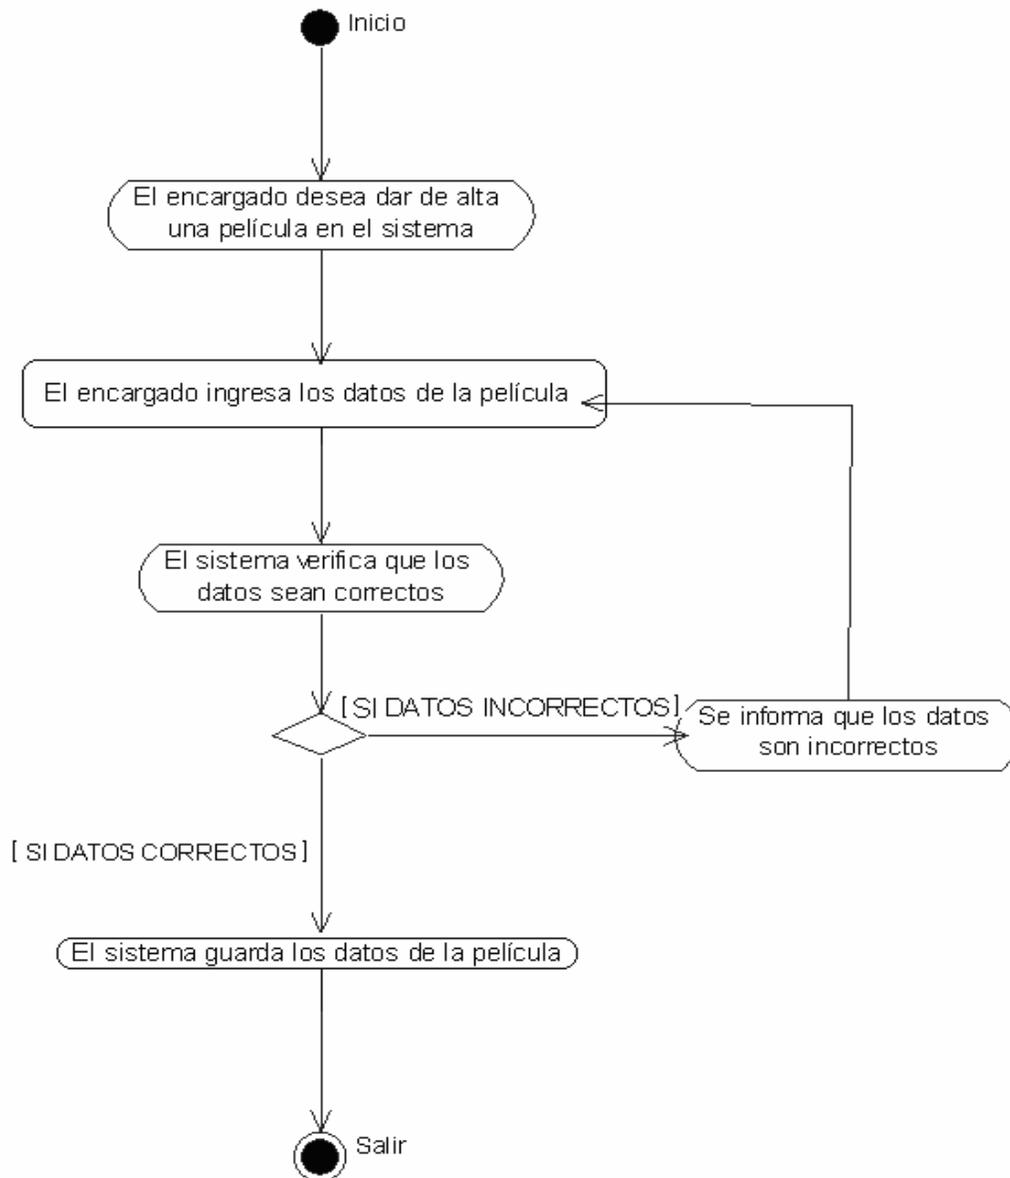 Inicio
El encargado desea dar de alta
una película en el sistema
El encargado ingresa los datos de la película
El sistema verifica que los
datos sean correctos
[ SI DATOS INCORRECTOS]
Se informa que los datos
son incorrectos
[ SI DATOS CORRECTOS]
El sistema guarda los datos de la película
Salir